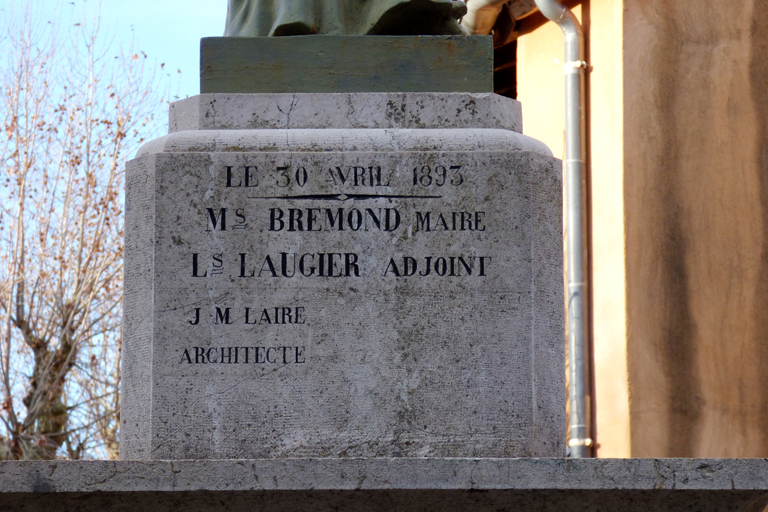 LE 30 AVRIL 1893
Ms BREMOND MAIRE
Ls LAUGIER ADJOINT
J M LAIRE
ARCHITECTE